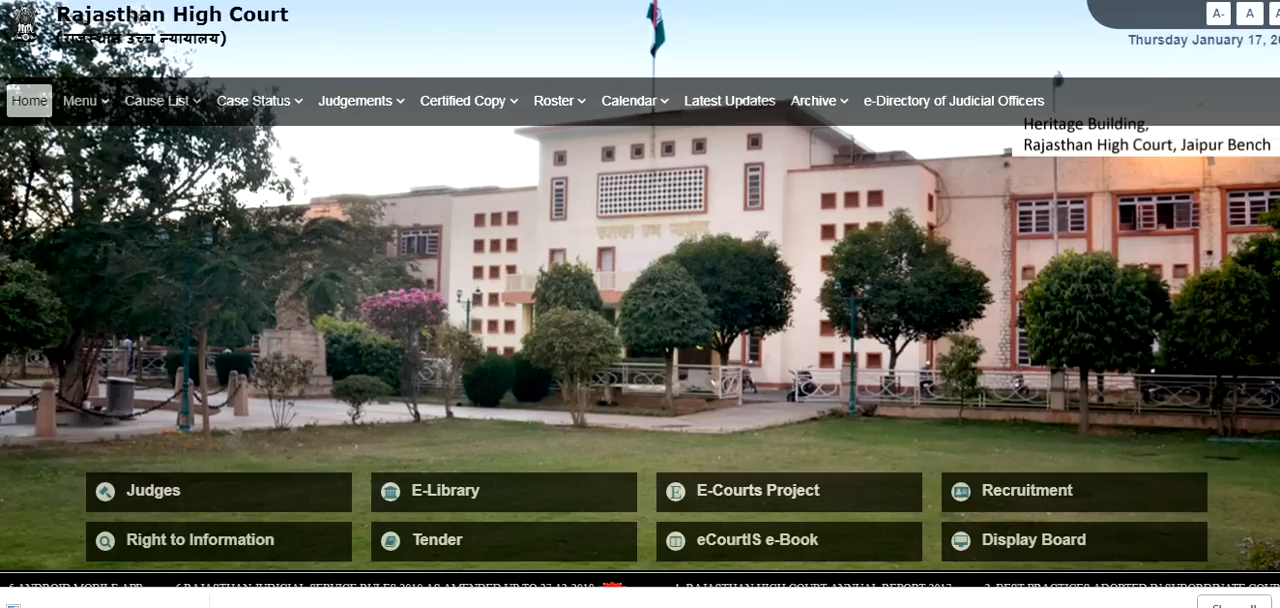 Rajasthan High Court
(राजस्थान उच्च न्यायालय)
A- A A
Thursday January 17,
Home Menu Cause List Case Status Judgements Certified Copy Roster Calendar Latest Updates Archive e-Directory of Judicial Officers
Heritage Building,
Rajasthan High Court, Jaipur Bench
Judges E-Library E-Courts Project Recruitment
Right to Information Tender eCourtIS e-Book Display Board